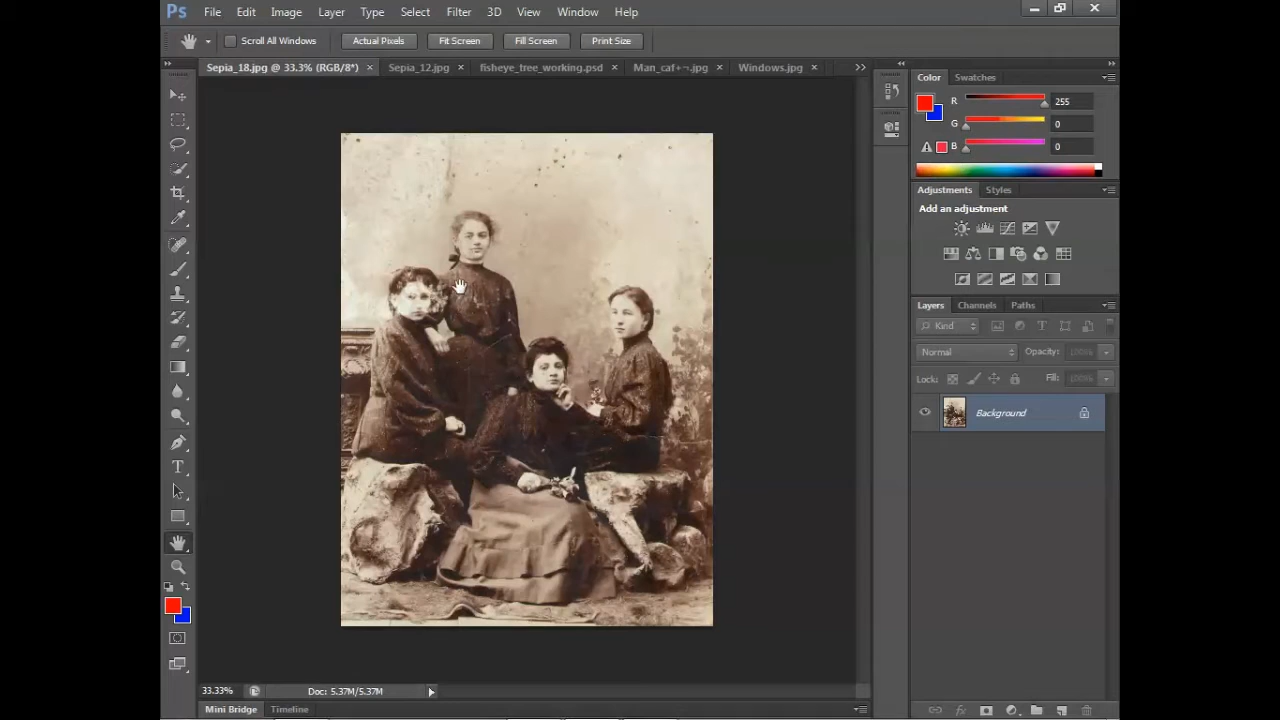 Ps File Edit Image Layer Type Select Filter 3D View Window Help
Scroll All Windows Actual Pixels Fit Screen Fill Screen Print Size
Sepia_18.jpg @ 33.3% (RGB/8*) × Sepia_12.jpg × fisheye_tree_working.psd × Man_caf+¬.jpg × Windows.jpg ×
Color Swatches
R 255
G 0
B 0
Adjustments Styles
Add an adjustment
Layers Channels Paths
Kind
Normal Opacity: 100%
Lock: Fill: 100%
Background
33.33% Doc: 5.37M/5.37M
Mini Bridge Timeline